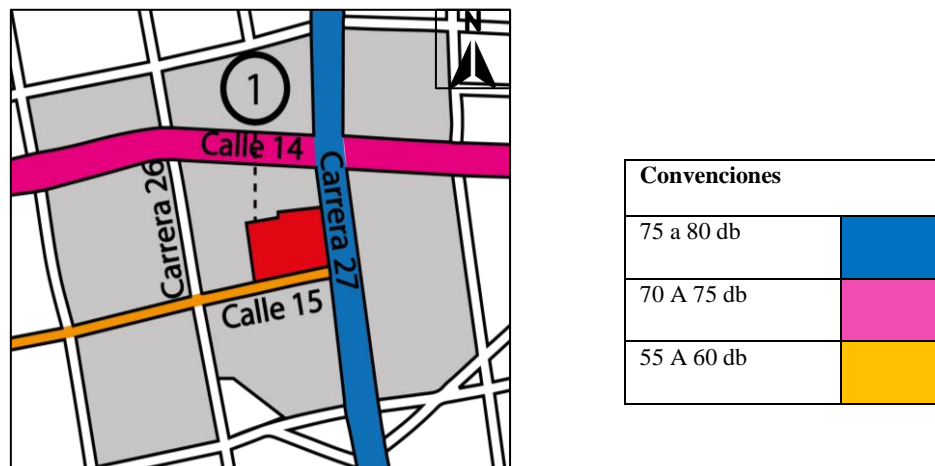 N
1
Calle 14
Carrera 26
Carrera 27
Calle 15
Convenciones
75 a 80 db
70 A 75 db
55 A 60 db